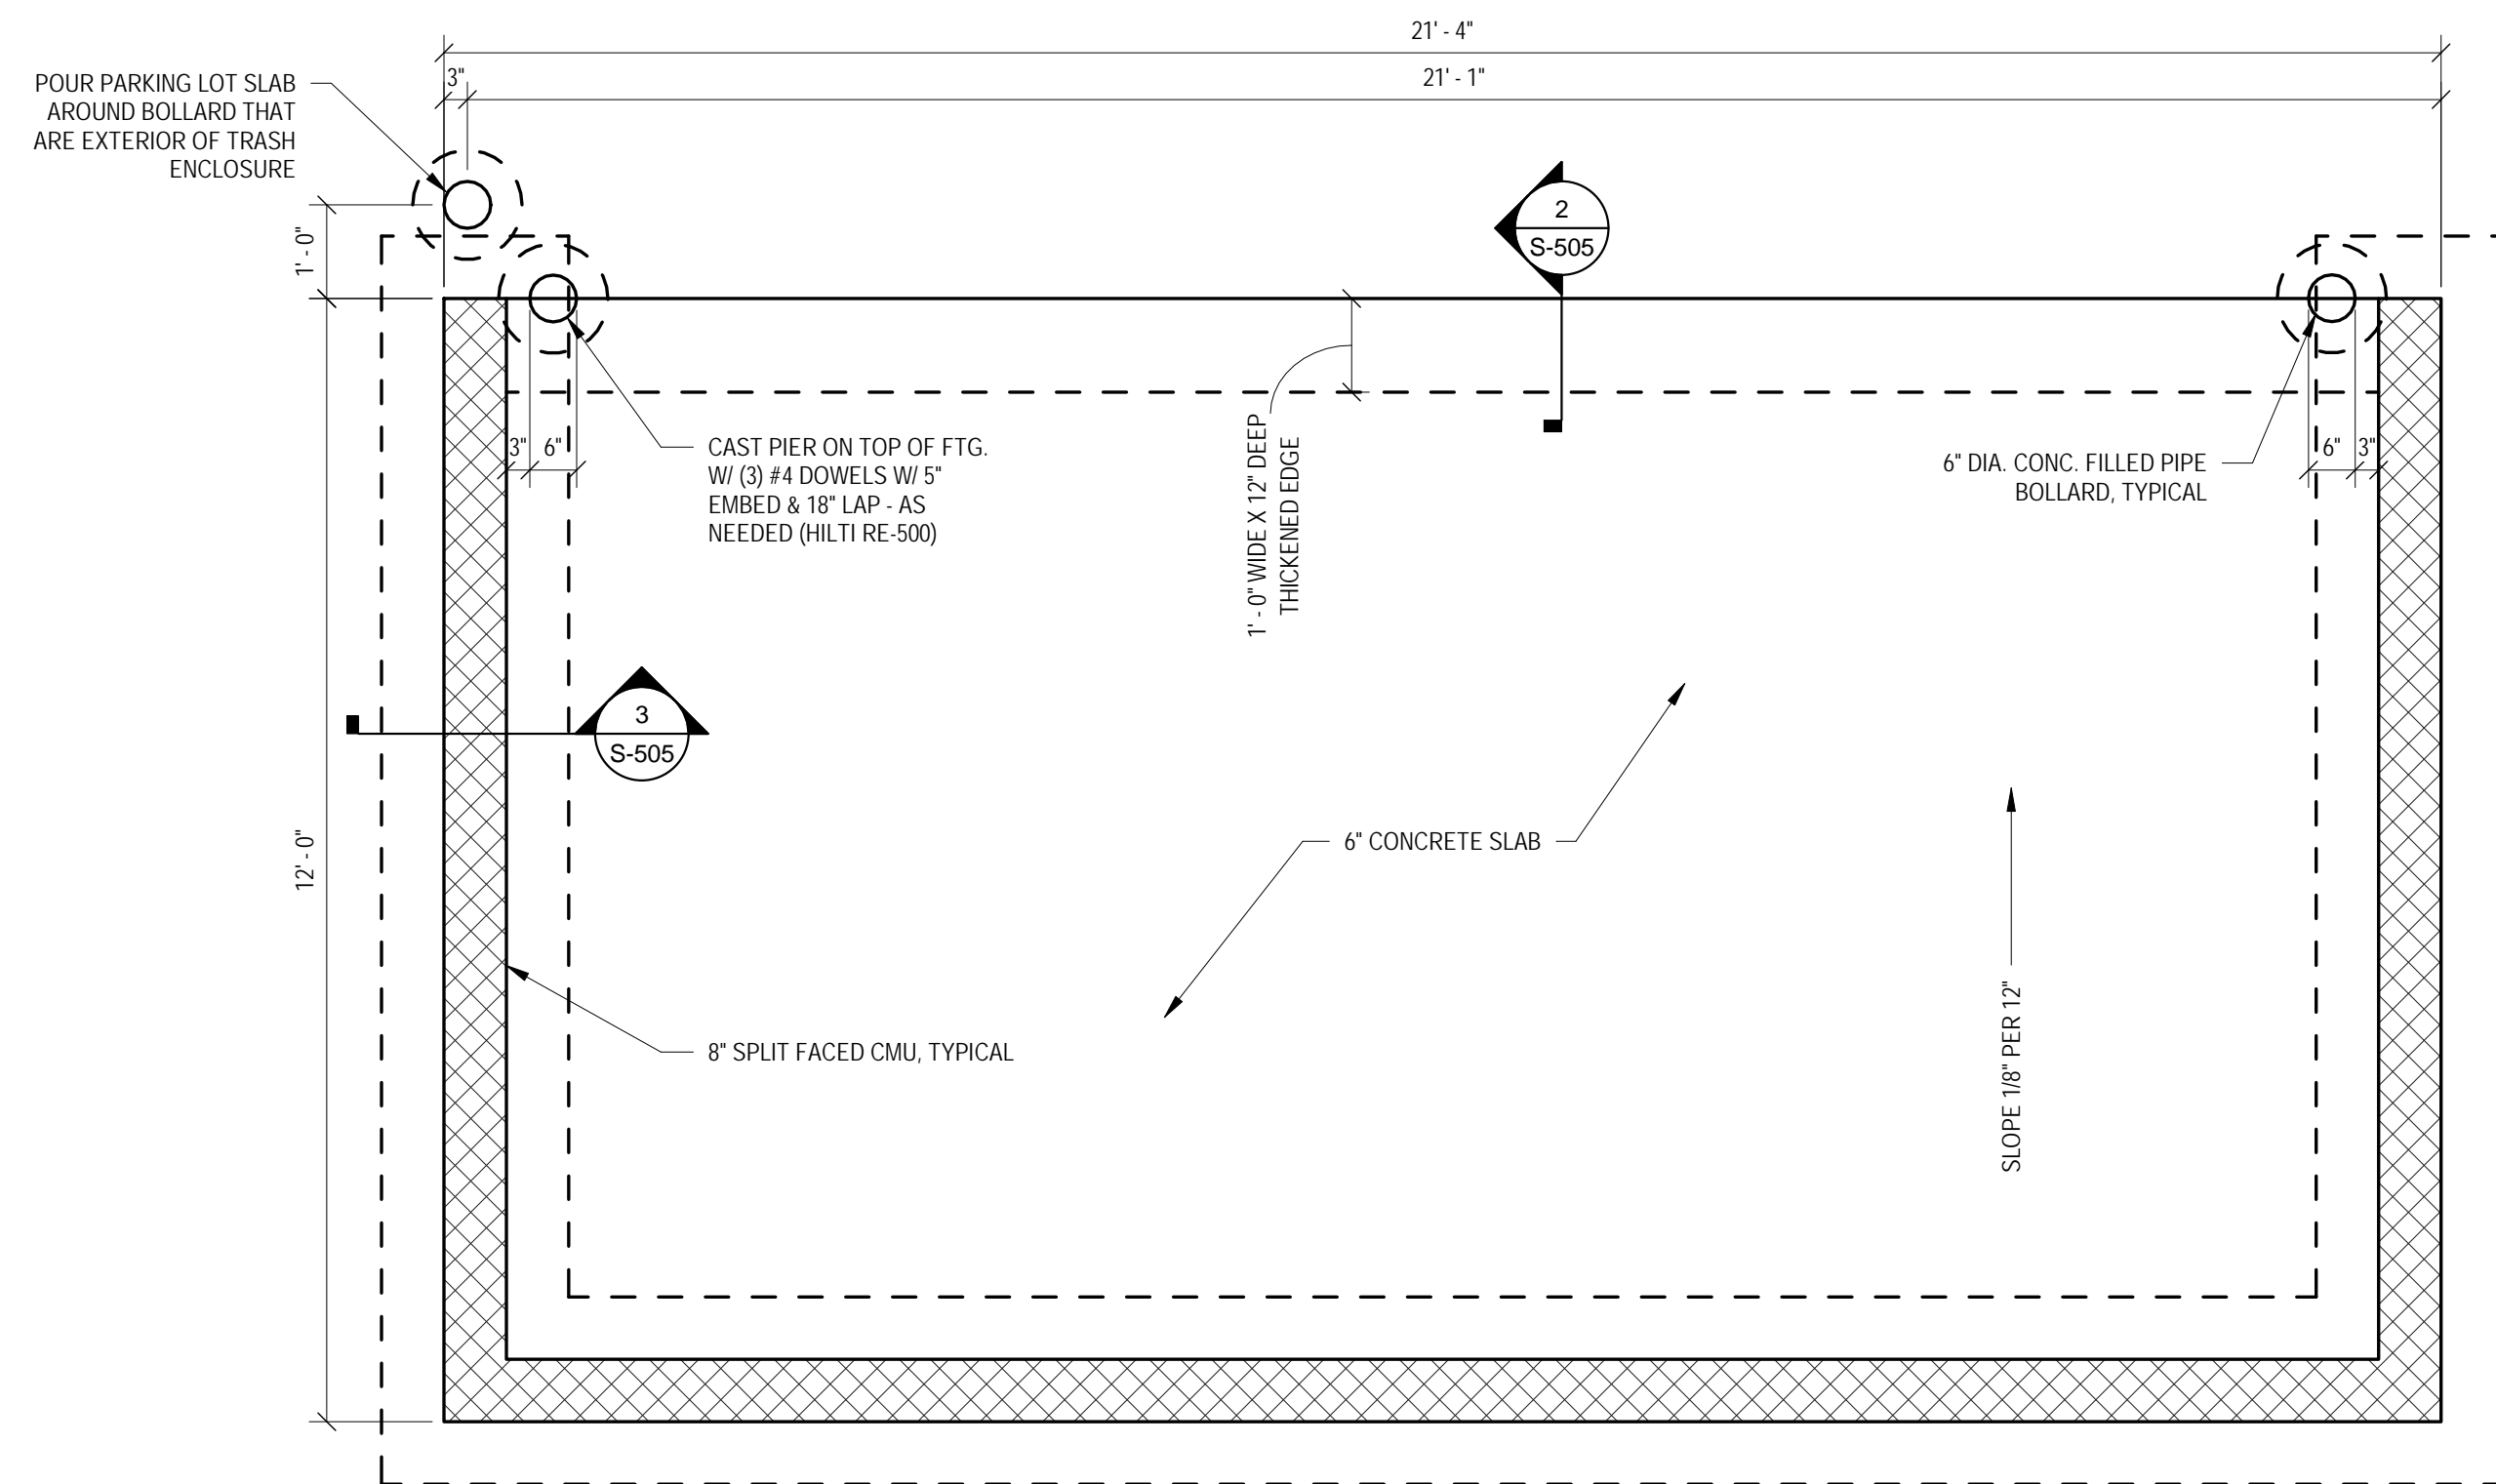 21' - 4"
3"
21' - 1"
POUR PARKING LOT SLAB
AROUND BOLLARD THAT
ARE EXTERIOR OF TRASH
ENCLOSURE
1' - 0"
2
S-505
3"
6"
CAST PIER ON TOP OF FTG.
W/ (3) #4 DOWELS W/ 5"
EMBED & 18" LAP - AS
NEEDED (HILTI RE-500)
1' - 0" WIDE X 12" DEEP
THICKENED EDGE
6" DIA. CONC. FILLED PIPE
BOLLARD, TYPICAL
6"
3"
3
S-505
12' - 0"
6" CONCRETE SLAB
SLOPE 1/8" PER 12"
8" SPLIT FACED CMU, TYPICAL